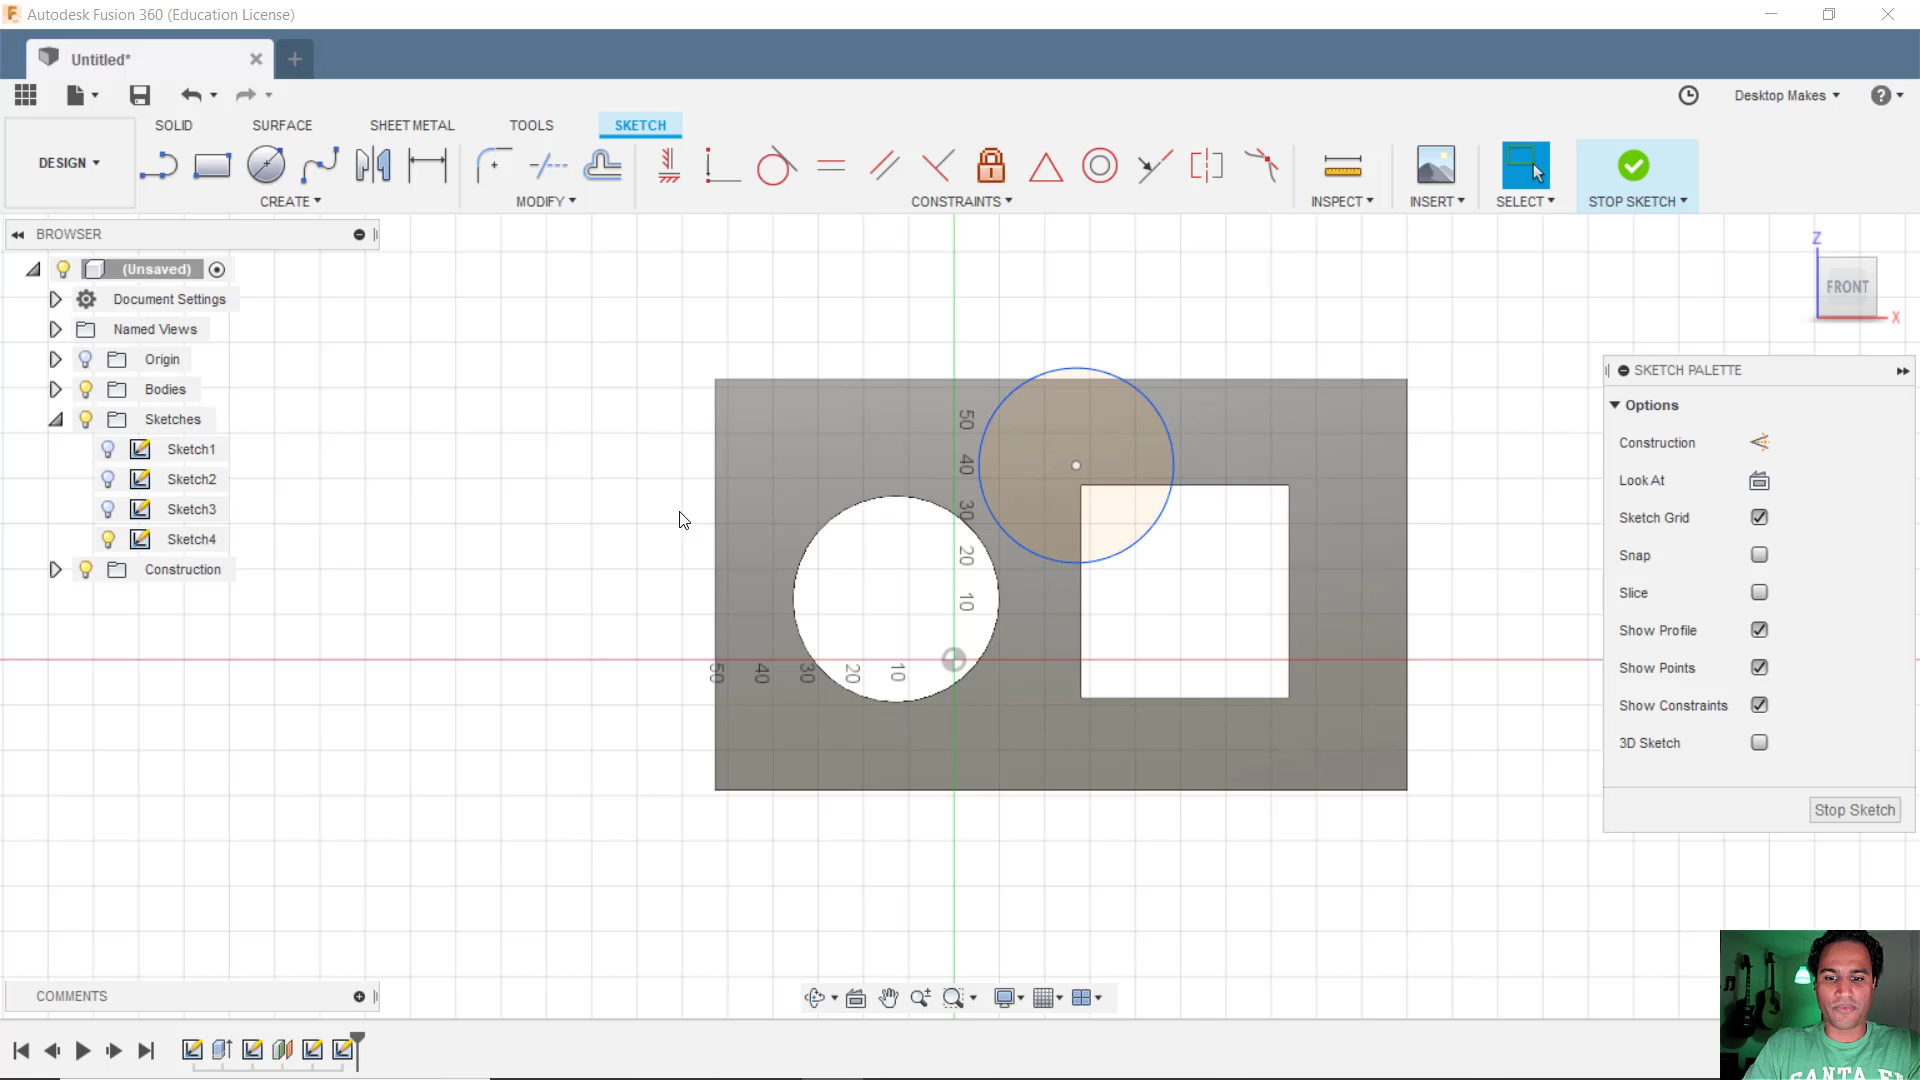 Autodesk Fusion 360 (Education License)
Untitled*
Desktop Makes
SOLID SURFACE SHEET METAL TOOLS SKETCH
DESIGN
CREATE MODIFY CONSTRAINTS INSPECT INSERT SELECT STOP SKETCH
BROWSER
(Unsaved)
Document Settings
Named Views
Origin
Bodies
Sketches
Sketch1
Sketch2
Sketch3
Sketch4
Construction
Z
FRONT
X
50
40
30
20
10
50 40 30 20 10
SKETCH PALETTE
Options
Construction
Look At
Sketch Grid
Snap
Slice
Show Profile
Show Points
Show Constraints
3D Sketch
Stop Sketch
COMMENTS
SANTA FE